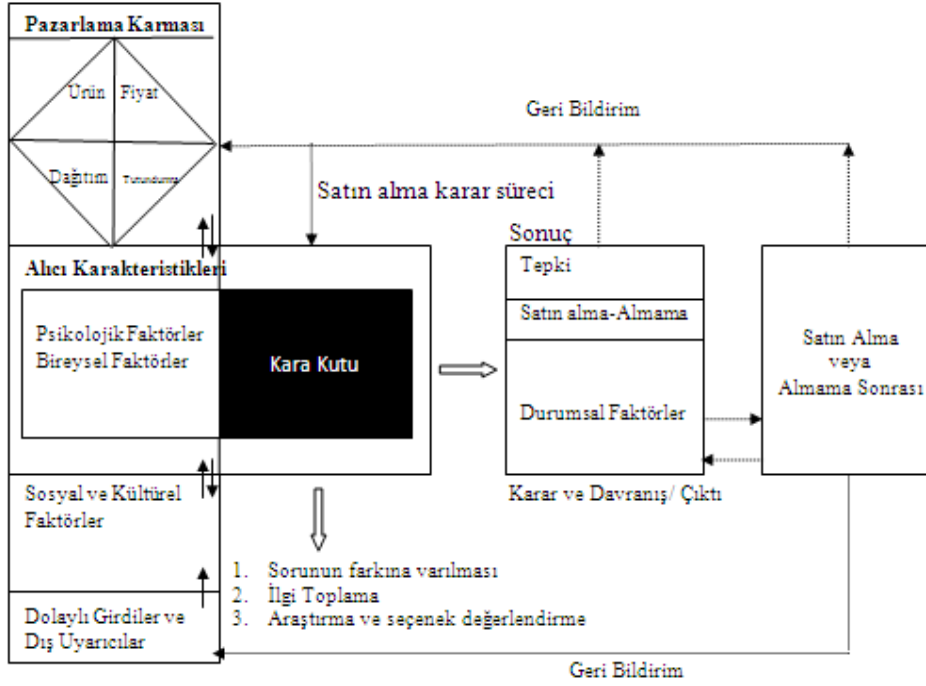 Pazarlama Karması
Ürün
Fiyat
Dağıtım
Geri Bildirim
Satın alma karar süreci
Alıcı Karakteristikleri
Psikolojik Faktörler
Bireysel Faktörler
Kara Kutu
Sonuç
Tepki
Satın alma-Almama
Durumsal Faktörler
Karar ve Davranış/ Çıktı
Satın Alma
veya
Almama Sonrası
Sosyal ve Kültürel
Faktörler
1. Sorunun farkına varılması
2. İlgi Toplama
3. Araştırma ve seçenek değerlendirme
Dolaylı Girdiler ve
Dış Uyarıcılar
Geri Bildirim